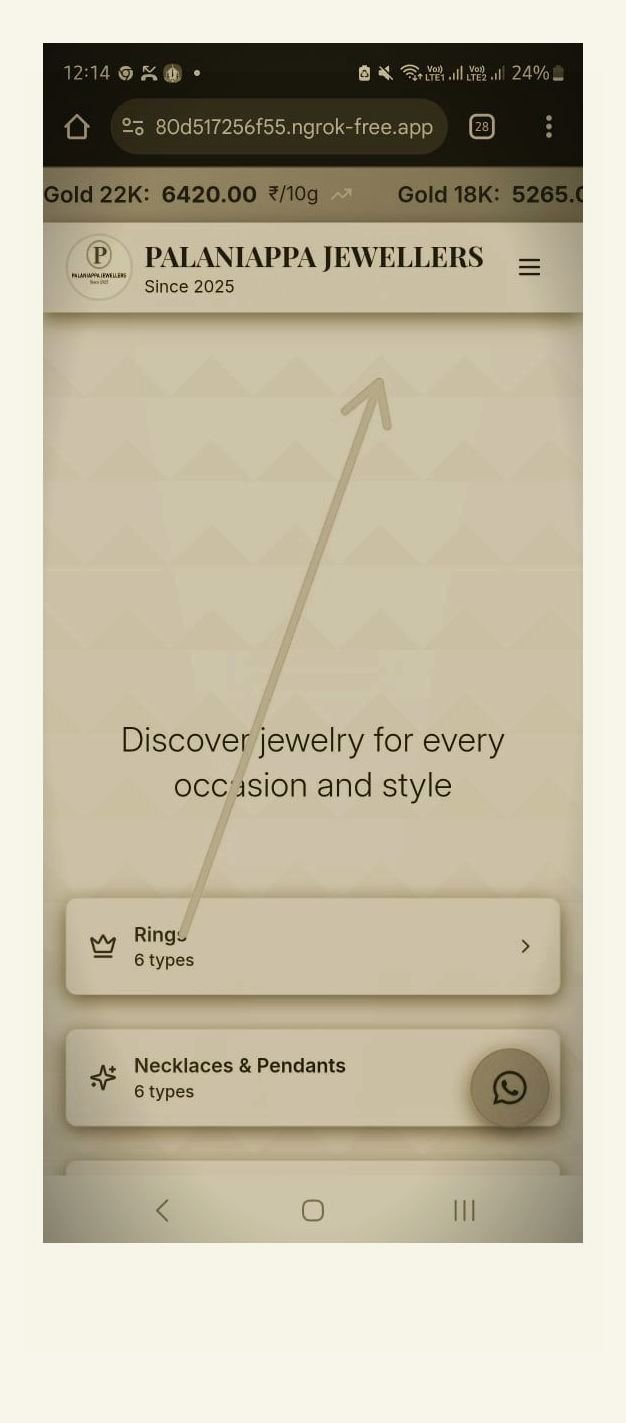 12:14 Vo) LTE1 Vo) LTE2 24%
80d517256f55.ngrok-free.app 28
Gold 22K: 6420.00 ₹/10g Gold 18K: 5265.0
P
PALANIAPPA JEWELLERS
Since 2025
PALANIAPPA JEWELLERS
Since 2025
Discover jewelry for every
occasion and style
Rings
6 types
Necklaces & Pendants
6 types